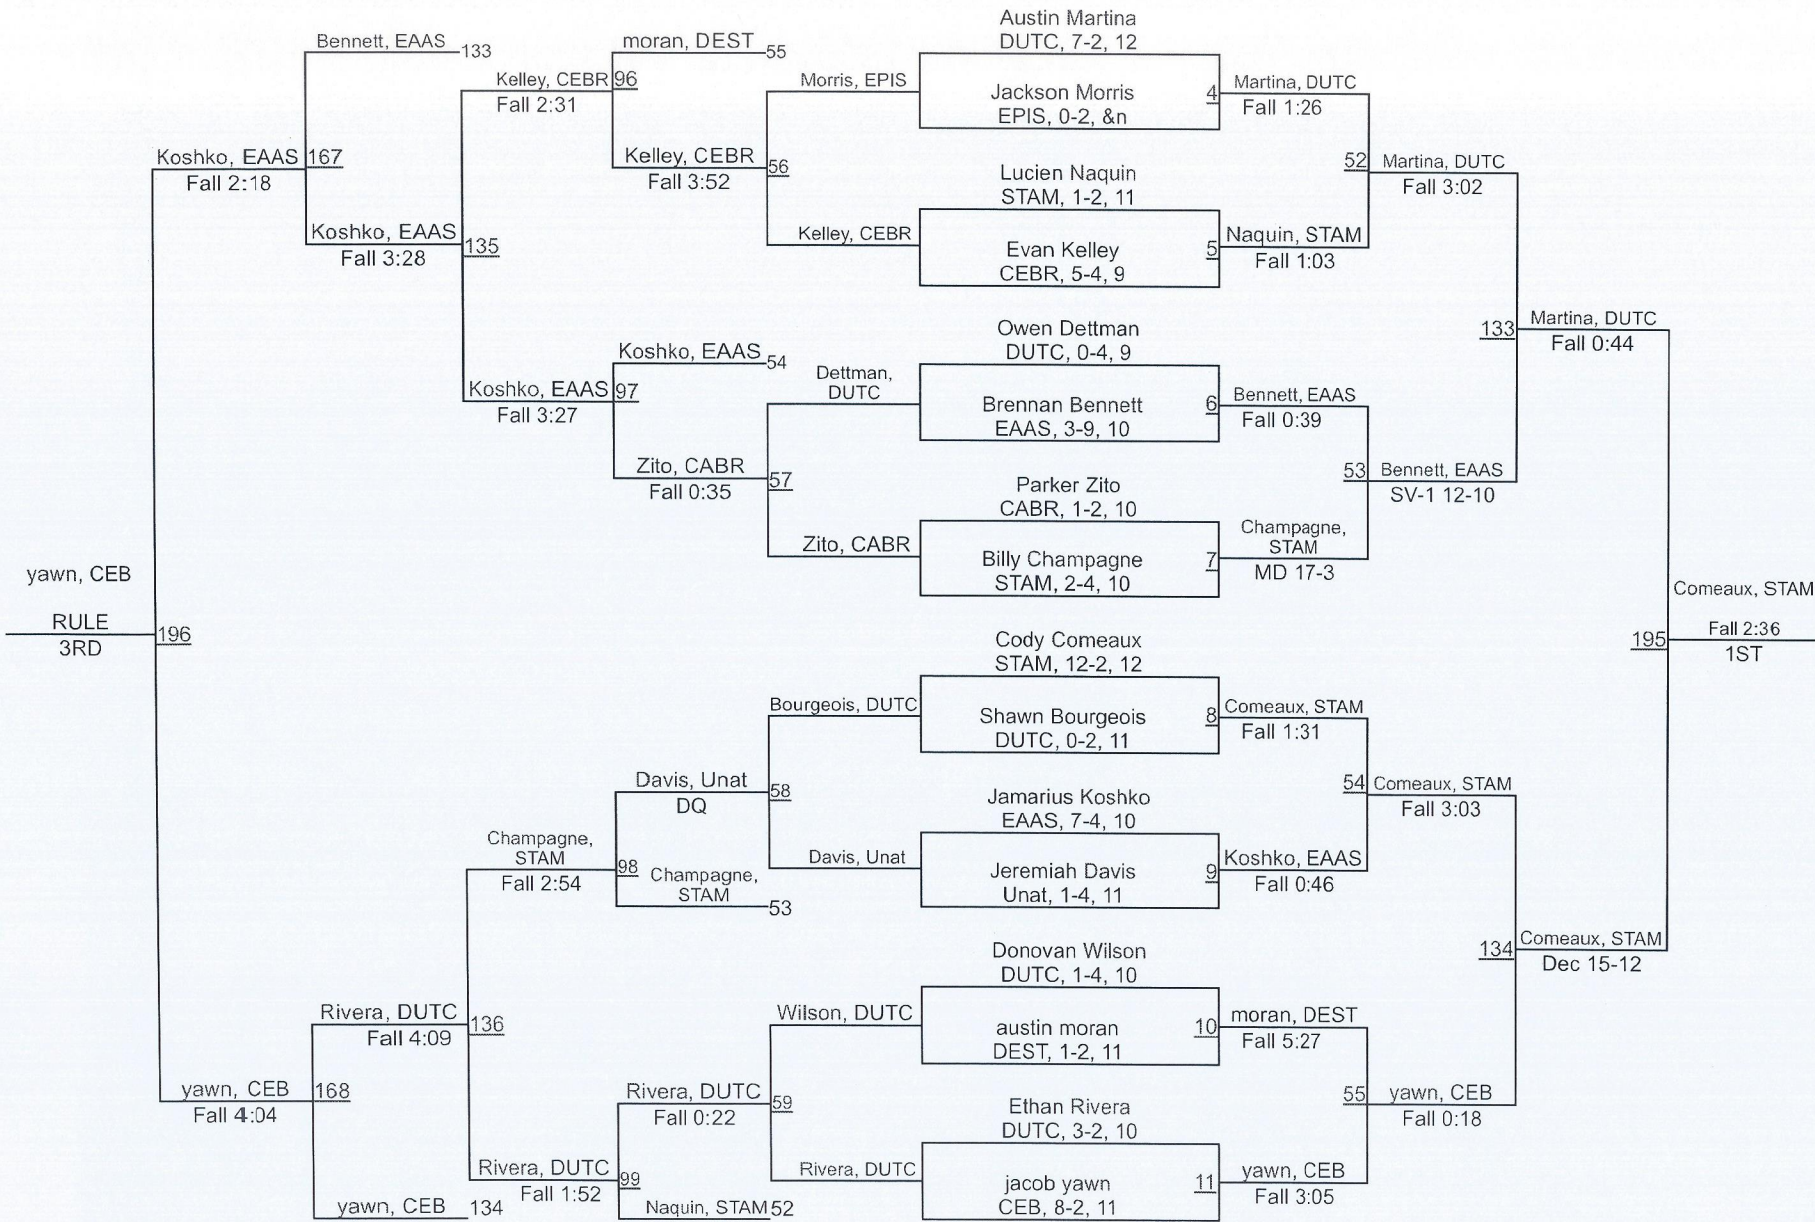 Austin Martina
DUTC, 7-2, 12
Jackson Morris
EPIS, 0-2, &n
4
Martina, DUTC
Fall 1:26
Lucien Naquin
STAM, 1-2, 11
Evan Kelley
CEBR, 5-4, 9
5
Naquin, STAM
Fall 1:03
52
Martina, DUTC
Fall 3:02
Owen Dettman
DUTC, 0-4, 9
Brennan Bennett
EAAS, 3-9, 10
6
Bennett, EAAS
Fall 0:39
Parker Zito
CABR, 1-2, 10
Billy Champagne
STAM, 2-4, 10
7
Champagne,
STAM
MD 17-3
53
Bennett, EAAS
SV-1 12-10
133
Martina, DUTC
Fall 0:44
Cody Comeaux
STAM, 12-2, 12
Shawn Bourgeois
DUTC, 0-2, 11
8
Comeaux, STAM
Fall 1:31
Jamarius Koshko
EAAS, 7-4, 10
Jeremiah Davis
Unat, 1-4, 11
9
Koshko, EAAS
Fall 0:46
54
Comeaux, STAM
Fall 3:03
Donovan Wilson
DUTC, 1-4, 10
austin moran
DEST, 1-2, 11
10
moran, DEST
Fall 5:27
Ethan Rivera
DUTC, 3-2, 10
jacob yawn
CEB, 8-2, 11
11
yawn, CEB
Fall 3:05
55
yawn, CEB
Fall 0:18
134
Comeaux, STAM
Dec 15-12
195
Comeaux, STAM
Fall 2:36
1ST
Morris, EPIS
Kelley, CEBR
56
Kelley, CEBR
Fall 3:52
moran, DEST
55
96
Kelley, CEBR
Fall 2:31
Dettman,
DUTC
Zito, CABR
57
Zito, CABR
Fall 0:35
Koshko, EAAS
54
97
Koshko, EAAS
Fall 3:27
135
Koshko, EAAS
Fall 3:28
Bennett, EAAS
133
167
Koshko, EAAS
Fall 2:18
Bourgeois, DUTC
Davis, Unat
58
Davis, Unat
DQ
Champagne,
STAM
53
98
Champagne,
STAM
Fall 2:54
Wilson, DUTC
Rivera, DUTC
59
Rivera, DUTC
Fall 0:22
Naquin, STAM
52
99
Rivera, DUTC
Fall 1:52
136
Rivera, DUTC
Fall 4:09
yawn, CEB
134
168
yawn, CEB
Fall 4:04
196
yawn, CEB
RULE
3RD